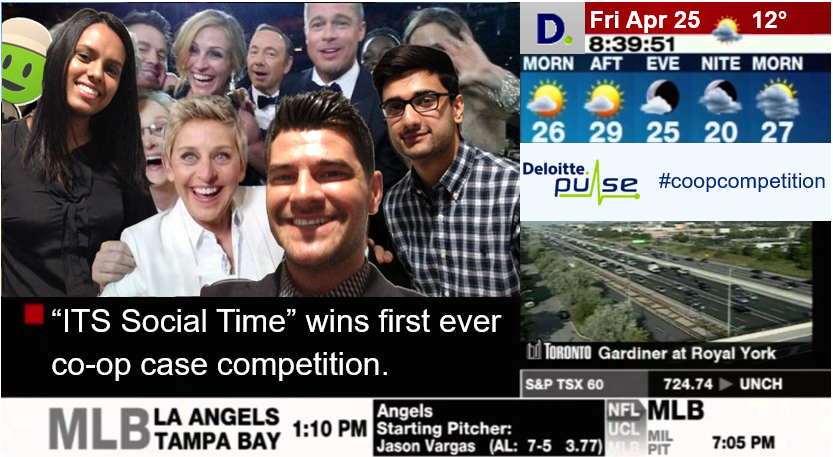 D.
Fri Apr 25
12°
8:39:51
MORN AFT EVE NITE MORN
26 29 25 20 27
Deloitte.
pulse
#coopcompetition
“ITS Social Time” wins first ever
co-op case competition.
TORONTO Gardiner at Royal York
S&P TSX 60 724.74 ▶ UNCH
MLB
LA ANGELS
TAMPA BAY
1:10 PM
Angels
Starting Pitcher:
Jason Vargas (AL: 7-5 3.77)
NFL
UCL
MLB
MLB
MIL
PIT
7:05 PM